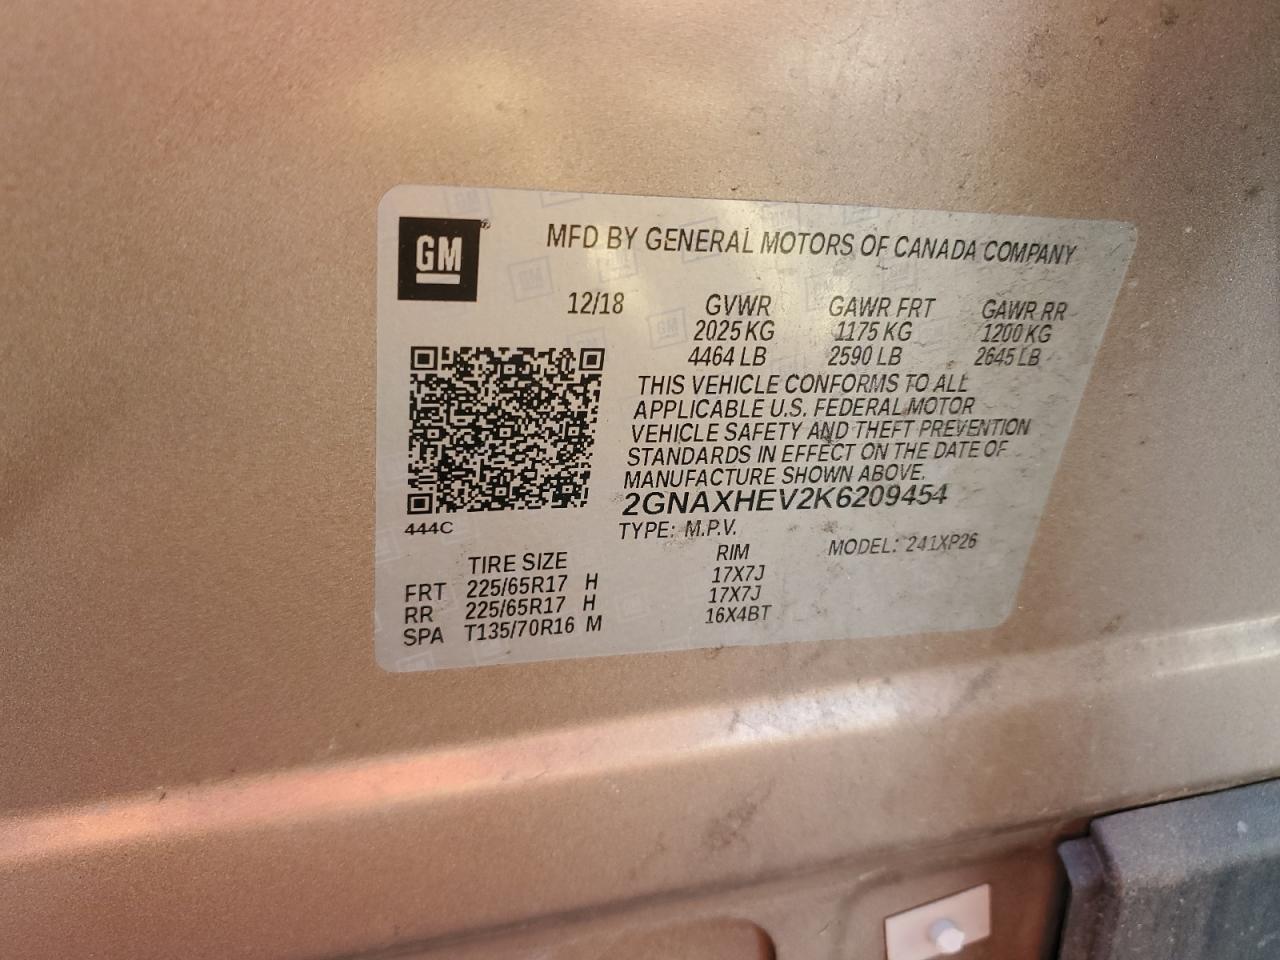 GM®
MFD BY GENERAL MOTORS OF CANADA COMPANY
12/18 GVWR GAWR FRT GAWR RR
2025 KG 1175 KG 1200 KG
4464 LB 2590 LB 2645 LB
THIS VEHICLE CONFORMS TO ALL
APPLICABLE U.S. FEDERAL MOTOR
VEHICLE SAFETY AND THEFT PREVENTION
STANDARDS IN EFFECT ON THE DATE OF
MANUFACTURE SHOWN ABOVE.
2GNAXHEV2K6209454
444C
TYPE: M.P.V. MODEL: 241XP26
TIRE SIZE RIM
FRT 225/65R17 H 17X7J
RR 225/65R17 H 17X7J
SPA T135/70R16 M 16X4BT